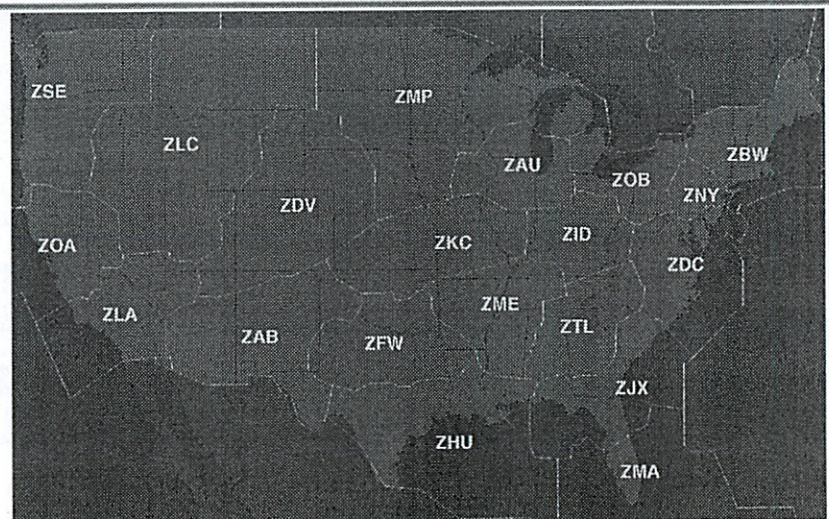 ZSE
ZMP
ZLC
ZAU
ZBW
ZOB
ZNY
ZDV
ZKC
ZID
ZOA
ZDC
ZLA
ZME
ZTL
ZAB
ZFW
ZJX
ZHU
ZMA